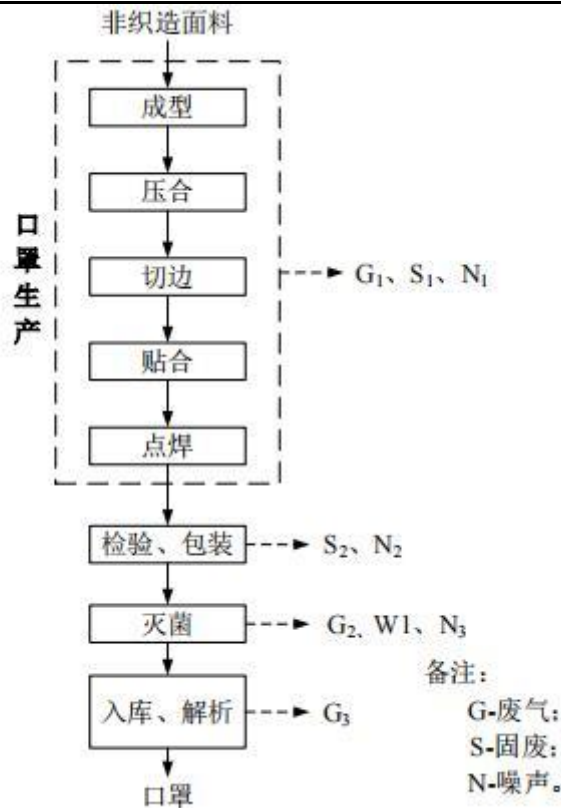 非织造面料
成型
压合
口罩生产
切边
G₁、S₁、N₁
贴合
点焊
检验、包装
S₂、N₂
灭菌
G₂、W1、N₃
备注：
入库、解析
G₃
G-废气；
S-固废；
N-噪声。
口罩